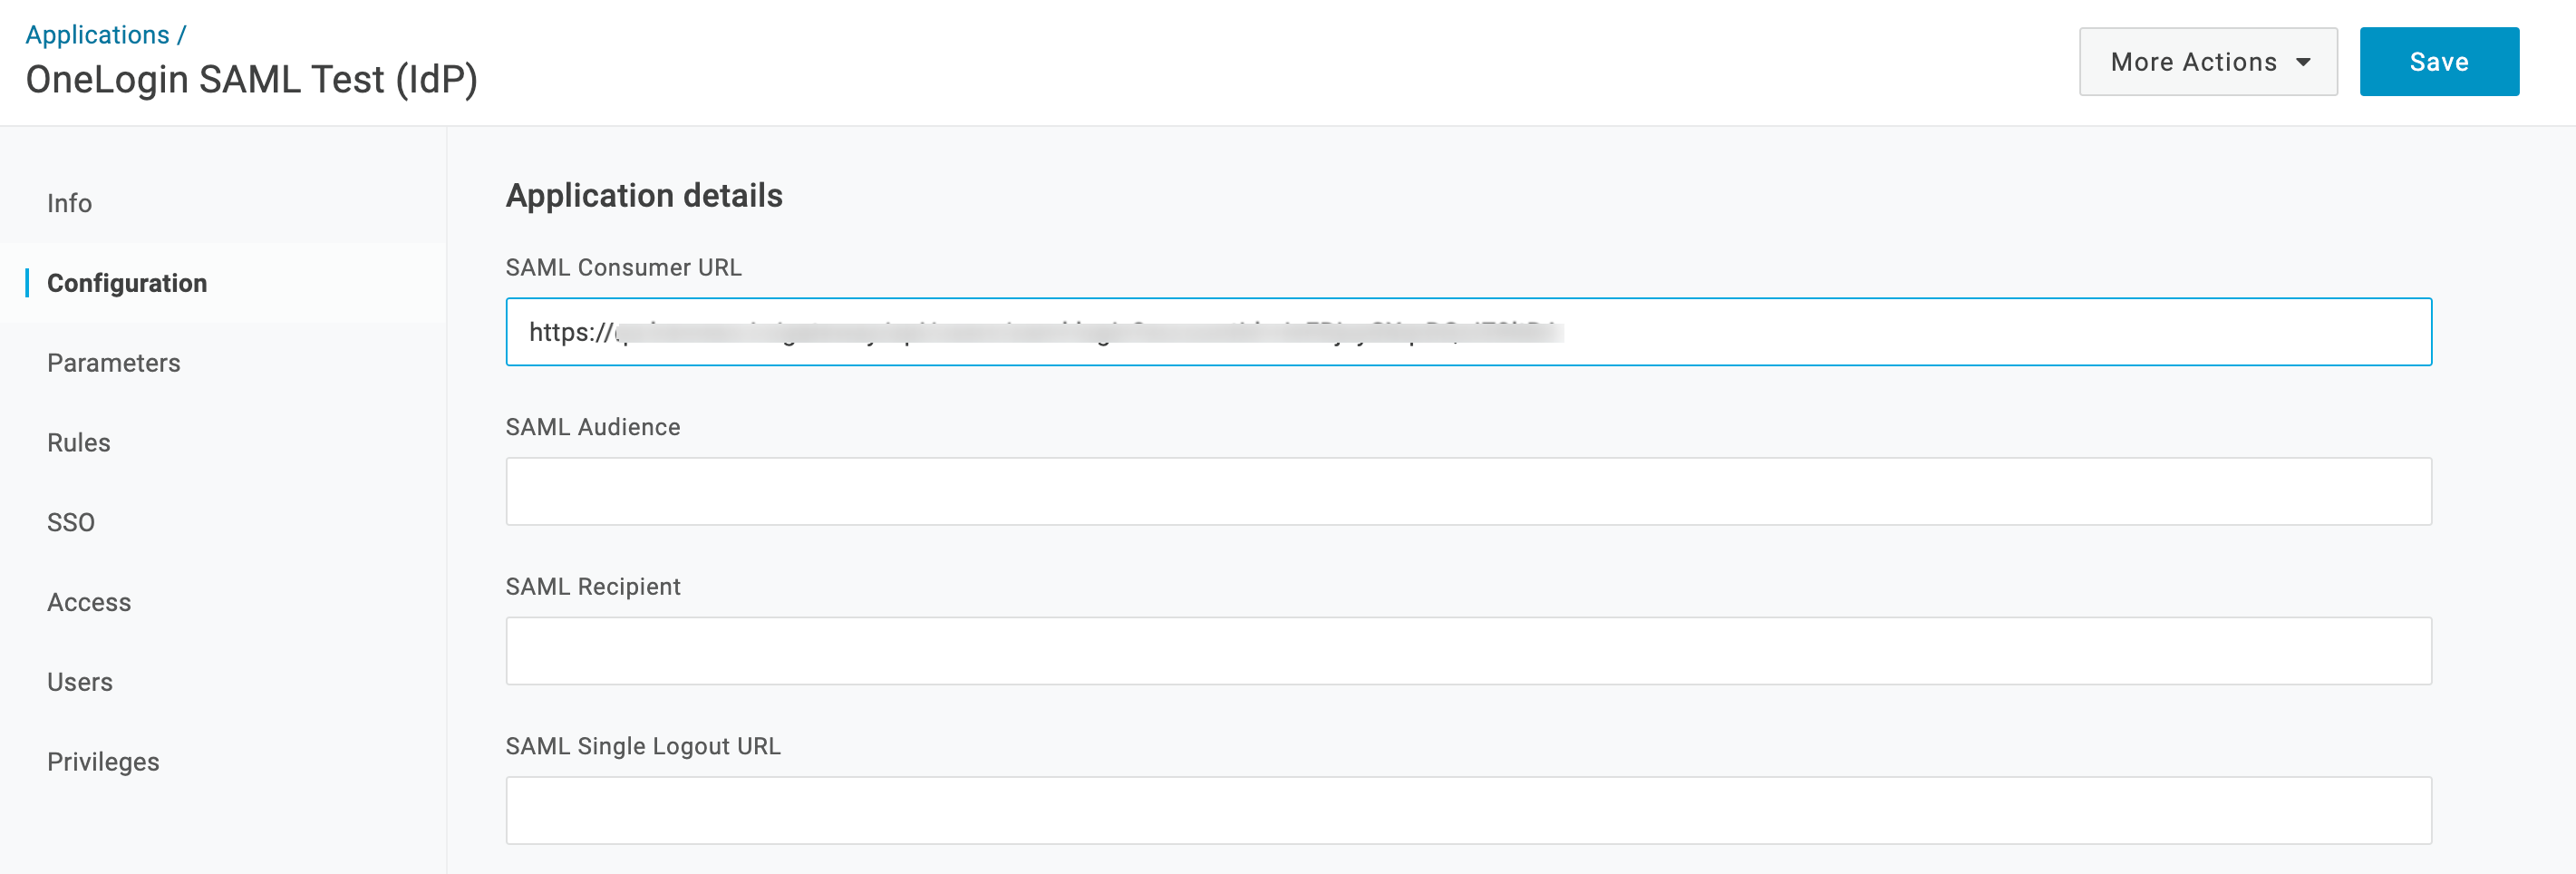 Applications /
OneLogin SAML Test (IdP)
More Actions
Save
Info
Configuration
Parameters
Rules
SSO
Access
Users
Privileges
Application details
SAML Consumer URL
https://
SAML Audience
SAML Recipient
SAML Single Logout URL